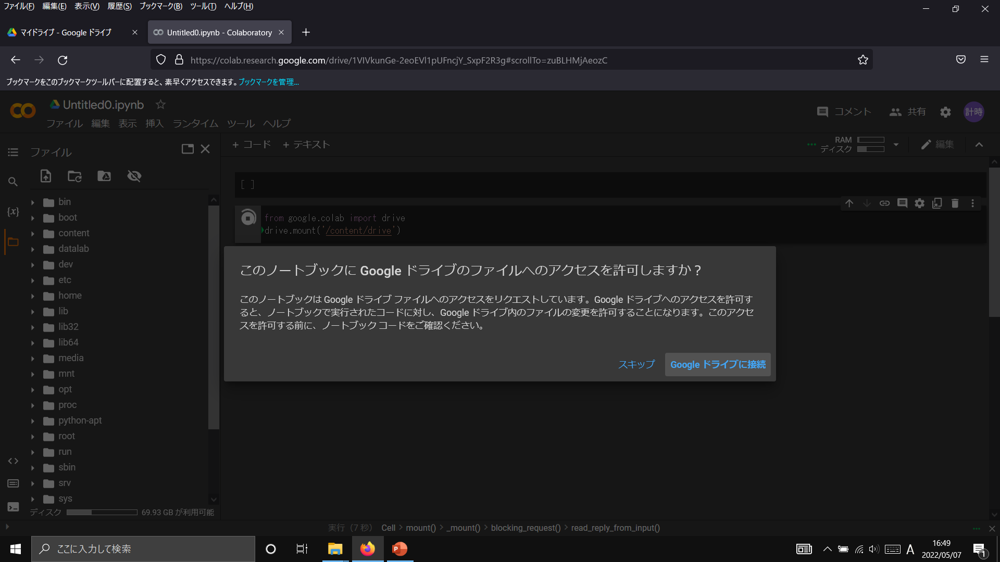 ファイル(F) 編集(E) 表示(V) 履歴(S) ブックマーク(B) ツール(T) ヘルプ(H)
マイドライブ - Google ドライブ
Untitled0.ipynb - Colaboratory
https://colab.research.google.com/drive/1VIVkunGe-2eoEVl1pUFncjY_SxpF2R3g#scrollTo=zuBLHMjAeozC
ブックマークをこのブックマークツールバーに配置すると、素早くアクセスできます。ブックマークを管理...
Untitled0.ipynb
コメント 共有 計時
ファイル 編集 表示 挿入 ランタイム ツール ヘルプ
ファイル
+ コード + テキスト
RAM
ディスク
編集
[ ]
from google.colab import drive
drive.mount('/content/drive')
bin
boot
content
datalab
dev
etc
home
lib
lib32
lib64
media
mnt
opt
proc
python-apt
root
run
sbin
srv
sys
ディスク 69.93 GB が利用可能
このノートブックに Google ドライブのファイルへのアクセスを許可しますか？
このノートブックは Google ドライブ ファイルへのアクセスをリクエストしています。Google ドライブへのアクセスを許可す
ると、ノートブックで実行されたコードに対し、Google ドライブ内のファイルの変更を許可することになります。このアクセ
スを許可する前に、ノートブック コードをご確認ください。
スキップ Google ドライブに接続
実行（7 秒） Cell > mount() > _mount() > blocking_request() > read_reply_from_input()
ここに入力して検索
A
16:49
2022/05/07
1